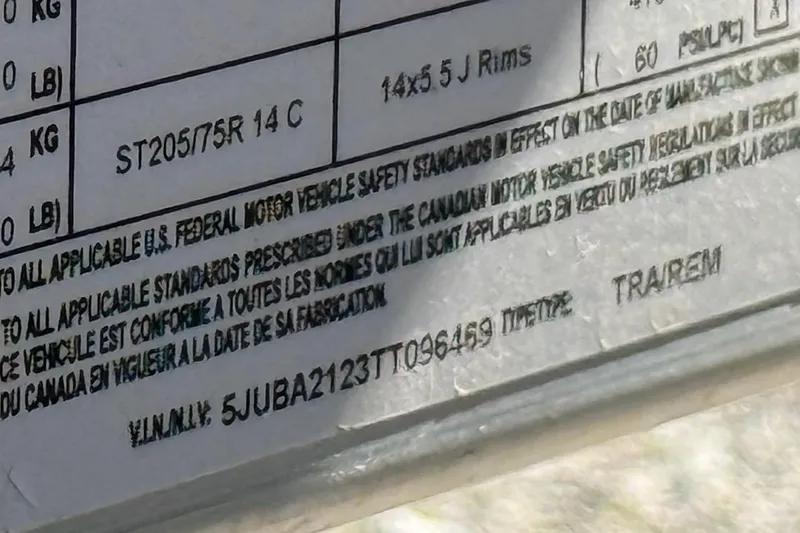 0 KG
0 LB)
14x5.5 J Rims
( 60 PSI/LPC)
4 KG
ST205/75R 14 C
0 LB)
TO ALL APPLICABLE U.S. FEDERAL MOTOR VEHICLE SAFETY STANDARDS IN EFFECT ON THE DATE OF MANUFACTURE SHOWN
TO ALL APPLICABLE STANDARDS PRESCRIBED UNDER THE CANADIAN MOTOR VEHICLE SAFETY REGULATIONS IN EFFECT
CE VEHICULE EST CONFORME A TOUTES LES NORMES QUI LUI SONT APPLICABLES EN VERTU DU REGLEMENT SUR LA SECURI
DU CANADA EN VIGUEUR A LA DATE DE SA FABRICATION.
V.I.N./N.I.V: 5JUBA2123TT096469 TYPE/TYPE: TRA/REM